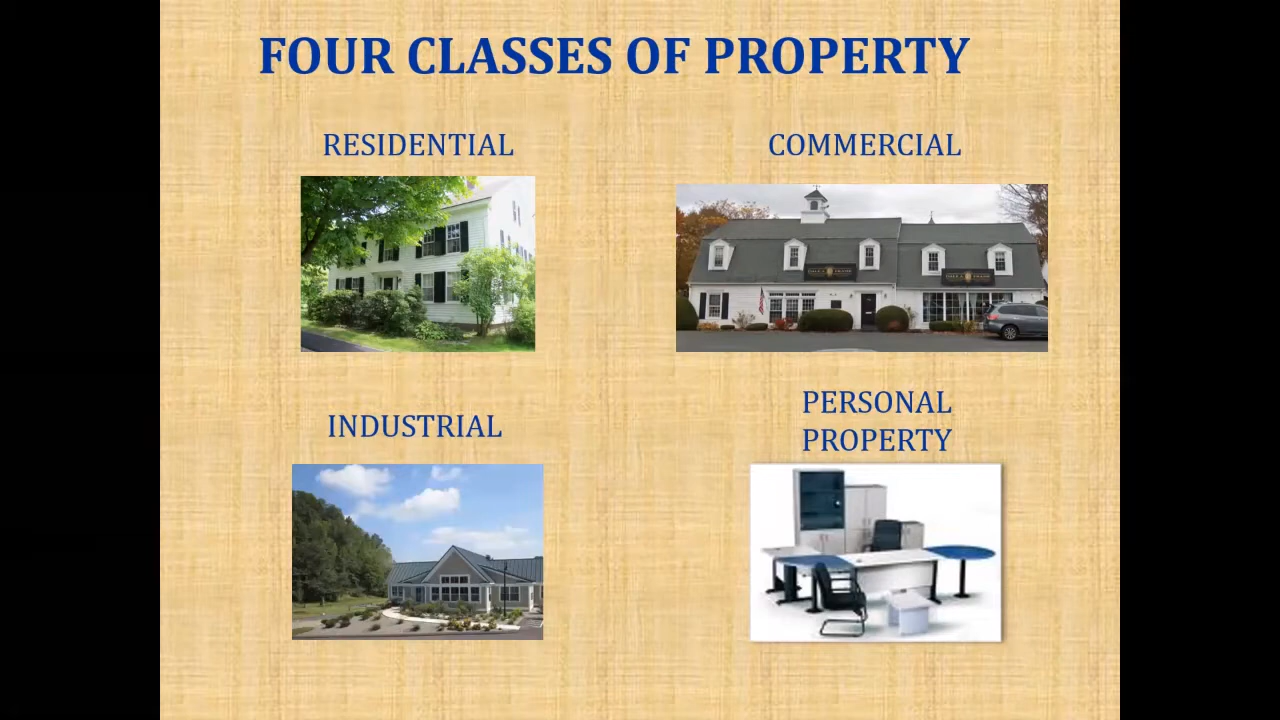 FOUR CLASSES OF PROPERTY
RESIDENTIAL
COMMERCIAL
INDUSTRIAL
PERSONAL
PROPERTY